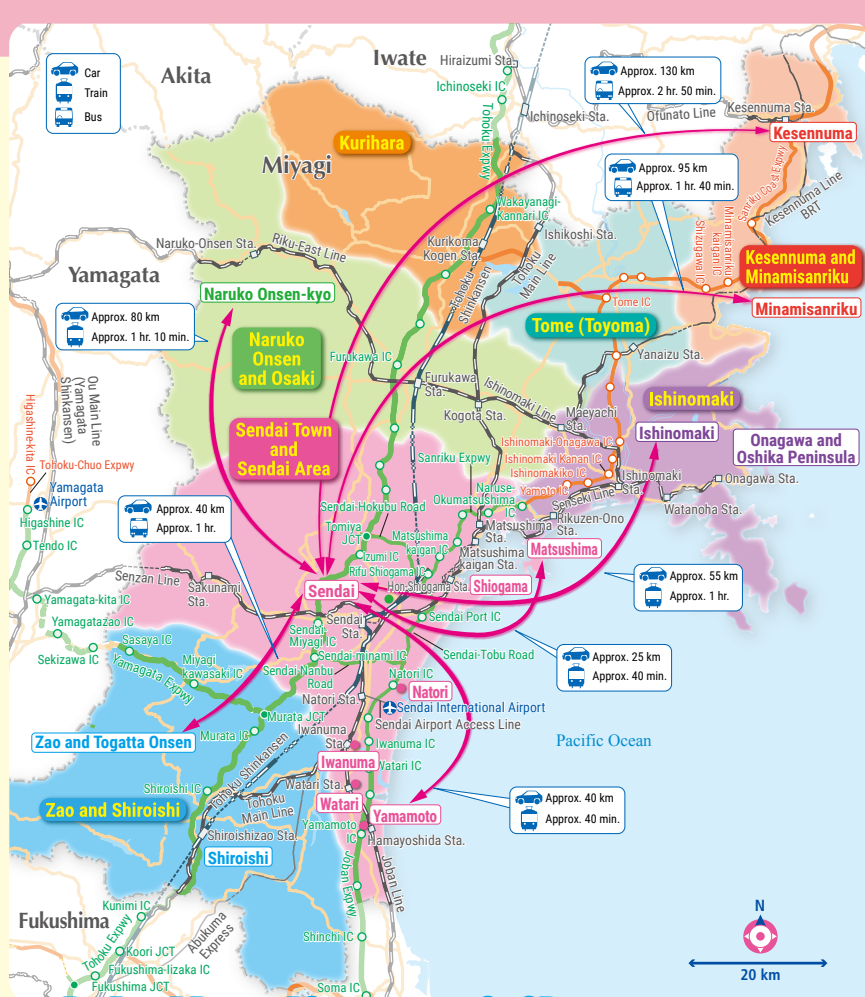 Car
Train
Bus
Akita
Iwate
Hiraizumi Sta.
Ichinoseki IC
Tohoku Expwy
Ichinoseki Sta.
Approx. 130 km
Approx. 2 hr. 50 min.
Kesennuma Sta.
Ofunato Line
Kesennuma
Kurihara
Miyagi
Approx. 95 km
Approx. 1 hr. 40 min.
Sanriku Coast Expwy
Kesennuma Line
BRT
Wakayanagi-
Kannari IC
Ishikoshi Sta.
Minamisanriku
kaigan IC
Shizugawa IC
Naruko-Onsen Sta.
Riku-East Line
Kurikoma
Kogen Sta.
Tohoku
Shinkansen
Tohoku
Main Line
Kesennuma and
Minamisanriku
Yamagata
Naruko Onsen-kyo
Tome IC
Minamisanriku
Approx. 80 km
Approx. 1 hr. 10 min.
Tome (Toyoma)
Naruko
Onsen
and Osaki
Furukawa IC
Yanaizu Sta.
Ou Main Line
(Yamagata
Shinkansen)
Furukawa
Sta.
Ishinomaki Line
Kogota Sta.
Maeyachi
Sta.
Ishinomaki
Higashine-kita IC
Sendai Town
and
Sendai Area
Ishinomaki
Onagawa and
Oshika Peninsula
Ishinomaki-Onagawa IC
Ishinomaki Kanan IC
Ishinomakiko IC
Tohoku-Chuo Expwy
Sanriku Expwy
Ishinomaki
Sta.
Onagawa Sta.
Yamagata
Airport
Yamoto IC
Senseki Line
Watanoha Sta.
Approx. 40 km
Approx. 1 hr.
Sendai-Hokubu Road
Naruse-
Okumatsushima
IC
Rikuzen-Ono
Sta.
Higashine IC
Tomiya
JCT
Matsushima
kaigan IC
Matsushima
Sta.
Tendo IC
Izumi IC
Rifu Shiogama IC
Matsushima
kaigan Sta.
Matsushima
Senzan Line
Sakunami
Sta.
Hon-Shiogama Sta.
Shiogama
Approx. 55 km
Approx. 1 hr.
Sendai
Yamagata-kita IC
Sendai
Sta.
Sendai Port IC
Yamagatazao IC
Sendai-
Miyagi IC
Sekizawa IC
Sasaya IC
Sendai-minami IC
Sendai-Tobu Road
Approx. 25 km
Approx. 40 min.
Yamagata Expwy
Miyagi
kawasaki IC
Sendai-Nanbu
Road
Natori IC
Natori Sta.
Natori
Sendai International Airport
Murata JCT
Sendai Airport Access Line
Zao and Togatta Onsen
Murata IC
Iwanuma
Sta.
Iwanuma IC
Pacific Ocean
Iwanuma
Watari IC
Tohoku Shinkansen
Shiroishi IC
Watari Sta.
Approx. 40 km
Approx. 40 min.
Zao and Shiroishi
Tohoku
Main Line
Watari
Yamamoto
Shiroishizao Sta.
Yamamoto
IC
Hamayoshida Sta.
Shiroishi
Joban Expwy
Joban Line
Kunimi IC
Fukushima
Tohoku Expwy
Abukuma
Express
Shinchi IC
Koori JCT
Fukushima-Iizaka IC
Fukushima JCT
Soma IC
N
20 km